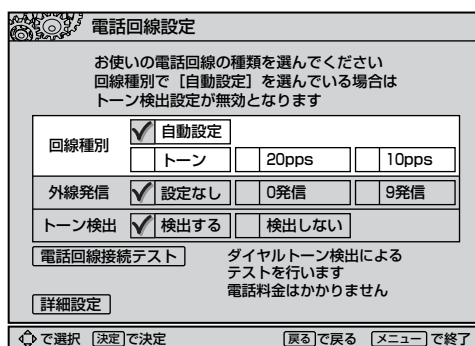 電話回線設定
お使いの電話回線の種類を選んでください
回線種別で［自動設定］を選んでいる場合は
トーン検出設定が無効となります
回線種別 自動設定
トーン 20pps 10pps
外線発信 設定なし 0発信 9発信
トーン検出 検出する 検出しない
電話回線接続テスト ダイヤルトーン検出による
テストを行います
電話料金はかかりません
詳細設定
で選択 決定 で決定 戻る で戻る メニュー で終了